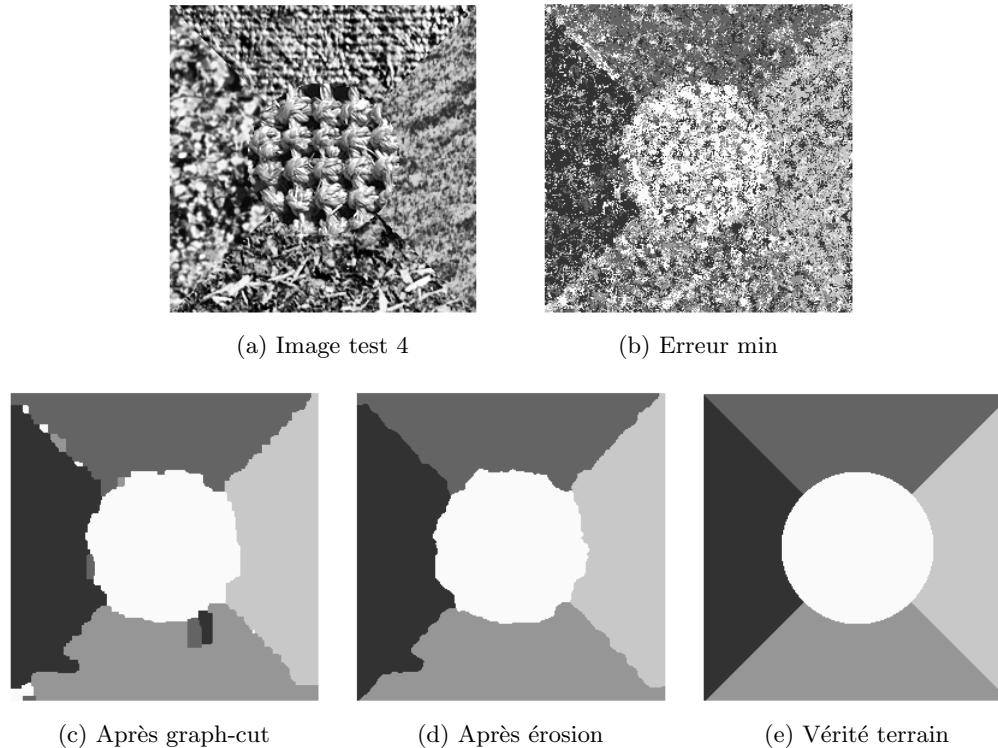 (a) Image test 4
(b) Erreur min
(c) Après graph-cut
(d) Après érosion
(e) Vérité terrain